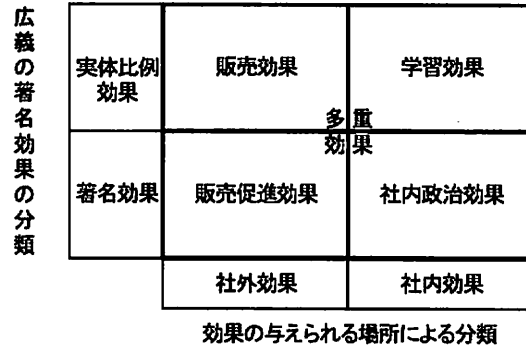 広義の著名効果の分類
実体比例
効果
販売効果
学習効果
多重
効果
著名効果
販売促進効果
社内政治効果
社外効果
社内効果
効果の与えられる場所による分類